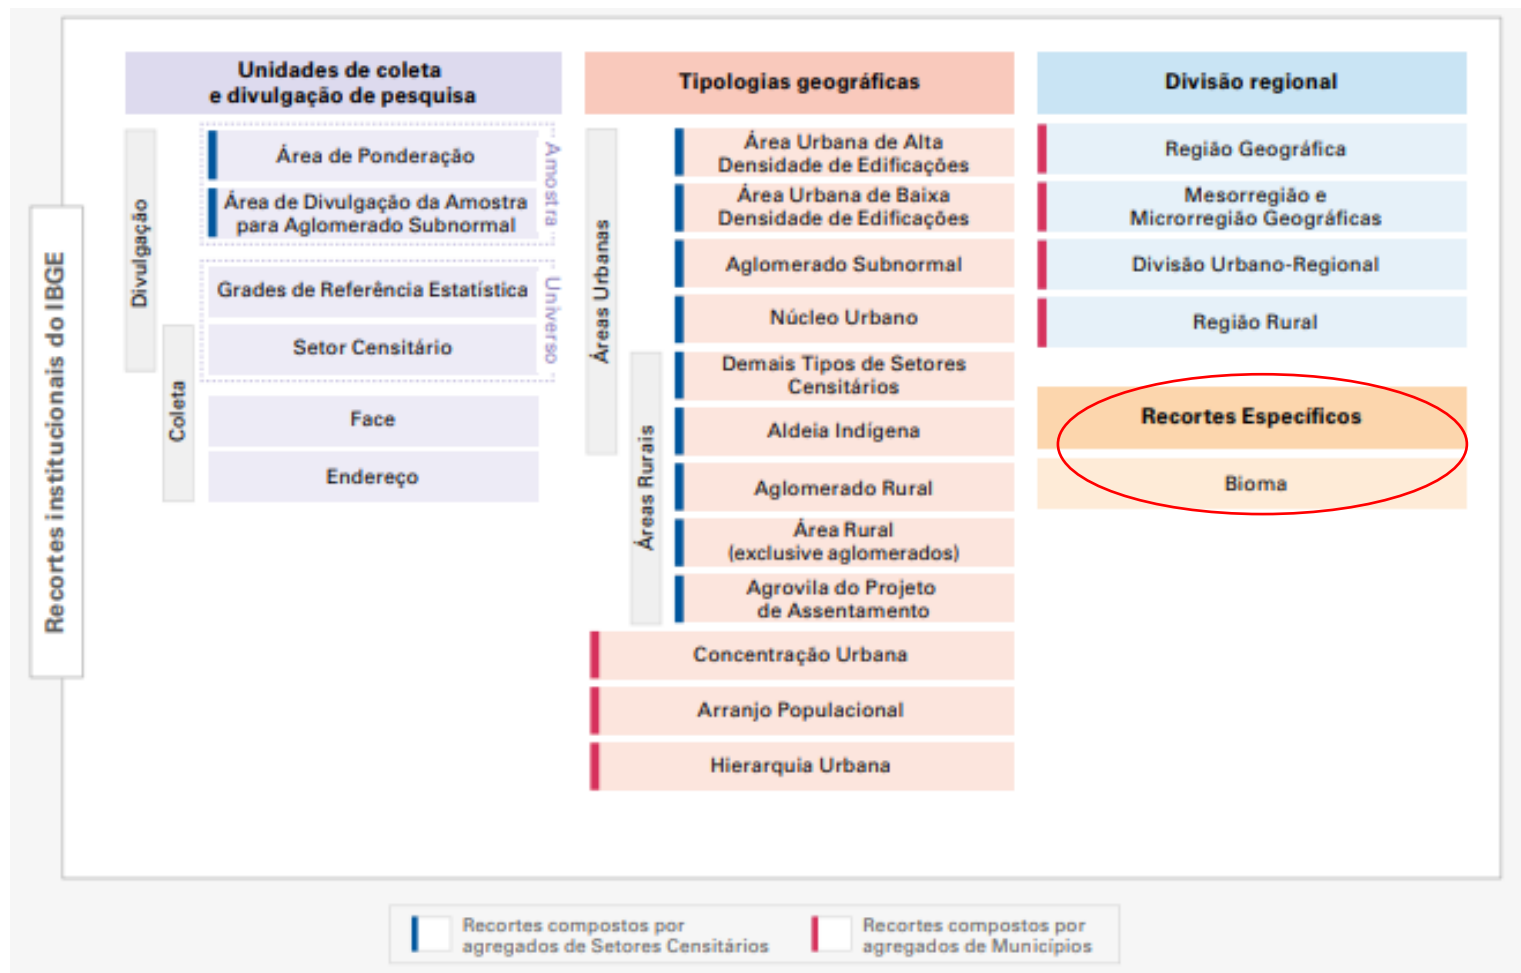 Recortes institucionais do IBGE
Unidades de coleta
e divulgação de pesquisa
Divulgação
Coleta
Área de Ponderação
Área de Divulgação da Amostra
para Aglomerado Subnormal
Amostra
Grades de Referência Estatística
Setor Censitário
Universo
Face
Endereço
Tipologias geográficas
Áreas Urbanas
Áreas Rurais
Área Urbana de Alta
Densidade de Edificações
Área Urbana de Baixa
Densidade de Edificações
Aglomerado Subnormal
Núcleo Urbano
Demais Tipos de Setores
Censitários
Aldeia Indígena
Aglomerado Rural
Área Rural
(exclusive aglomerados)
Agrovila do Projeto
de Assentamento
Concentração Urbana
Arranjo Populacional
Hierarquia Urbana
Divisão regional
Região Geográfica
Mesorregião e
Microrregião Geográficas
Divisão Urbano-Regional
Região Rural
Recortes Específicos
Bioma
Recortes compostos por
agregados de Setores Censitários
Recortes compostos por
agregados de Municípios